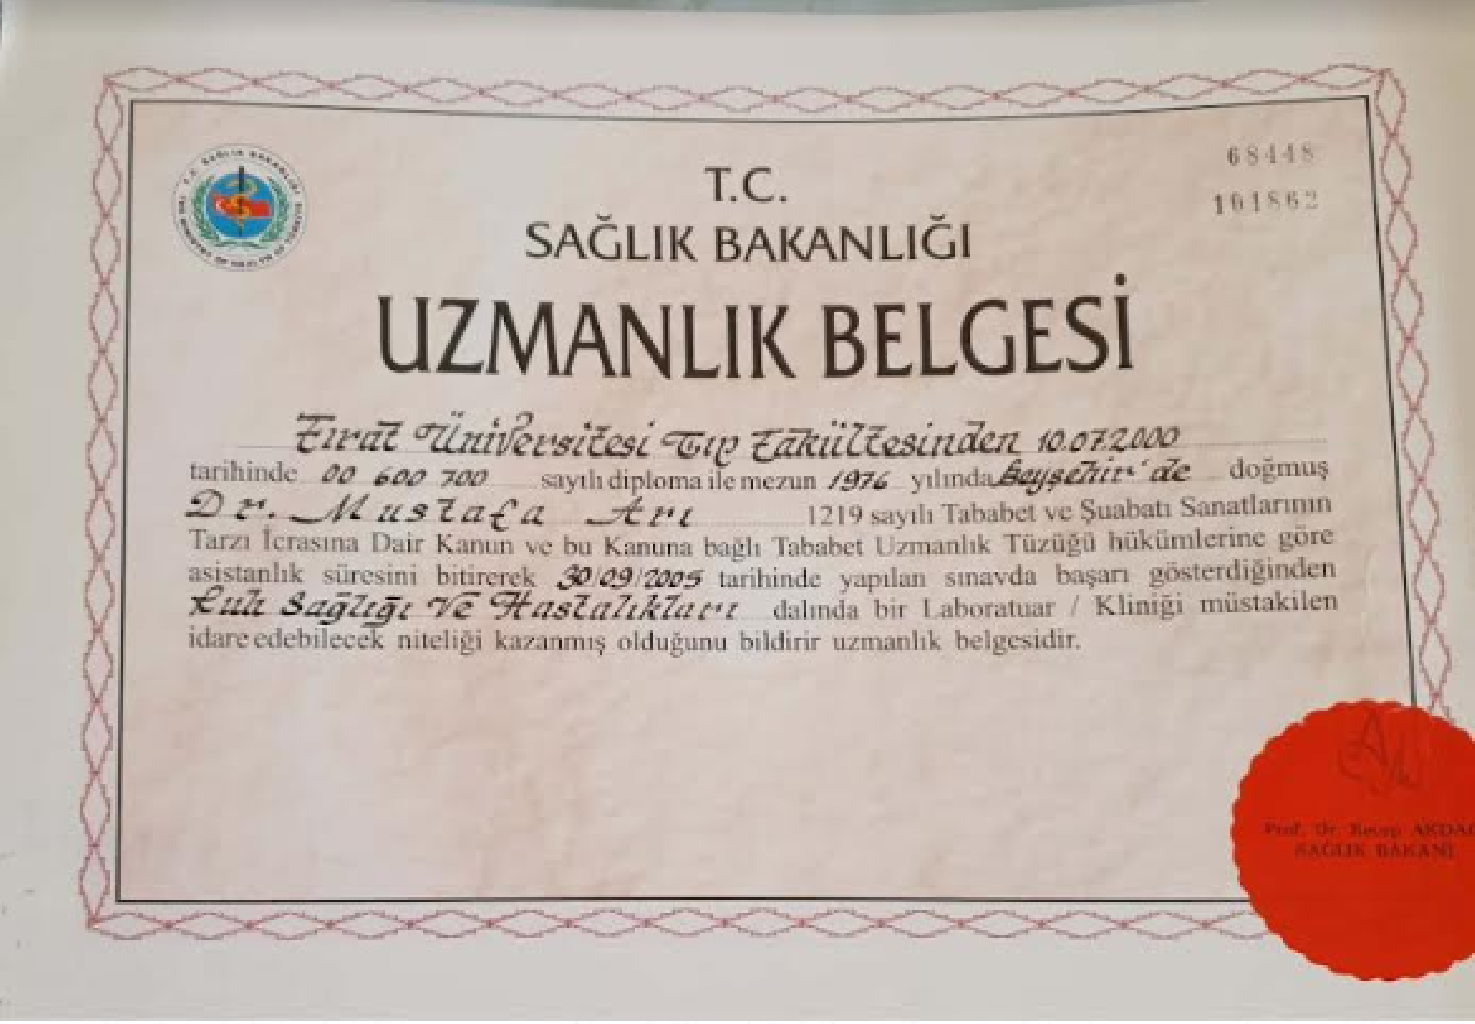 68448
101862
T.C. SAĞLIK BAKANLIĞI
T.C.
SAĞLIK BAKANLIĞI
UZMANLIK BELGESİ
Fırat Üniversitesi Tıp Fakültesinden 10.07.2000
tarihinde 00 600 700 sayılı diploma ile mezun 1976 yılında Beyşehir'de doğmuş
Dr. Mustafa Arı 1219 sayılı Tababet ve Şuabatı Sanatlarının
Tarzı İcrasına Dair Kanun ve bu Kanuna bağlı Tababet Uzmanlık Tüzüğü hükümlerine göre
asistanlık süresini bitirerek 30/09/2005 tarihinde yapılan sınavda başarı gösterdiğinden
Ruh Sağlığı Ve Hastalıkları dalında bir Laboratuar / Kliniği müstakilen
idare edebilecek niteliği kazanmış olduğunu bildirir uzmanlık belgesidir.
Prof. Dr. Recep AKDAĞ
SAĞLIK BAKANI